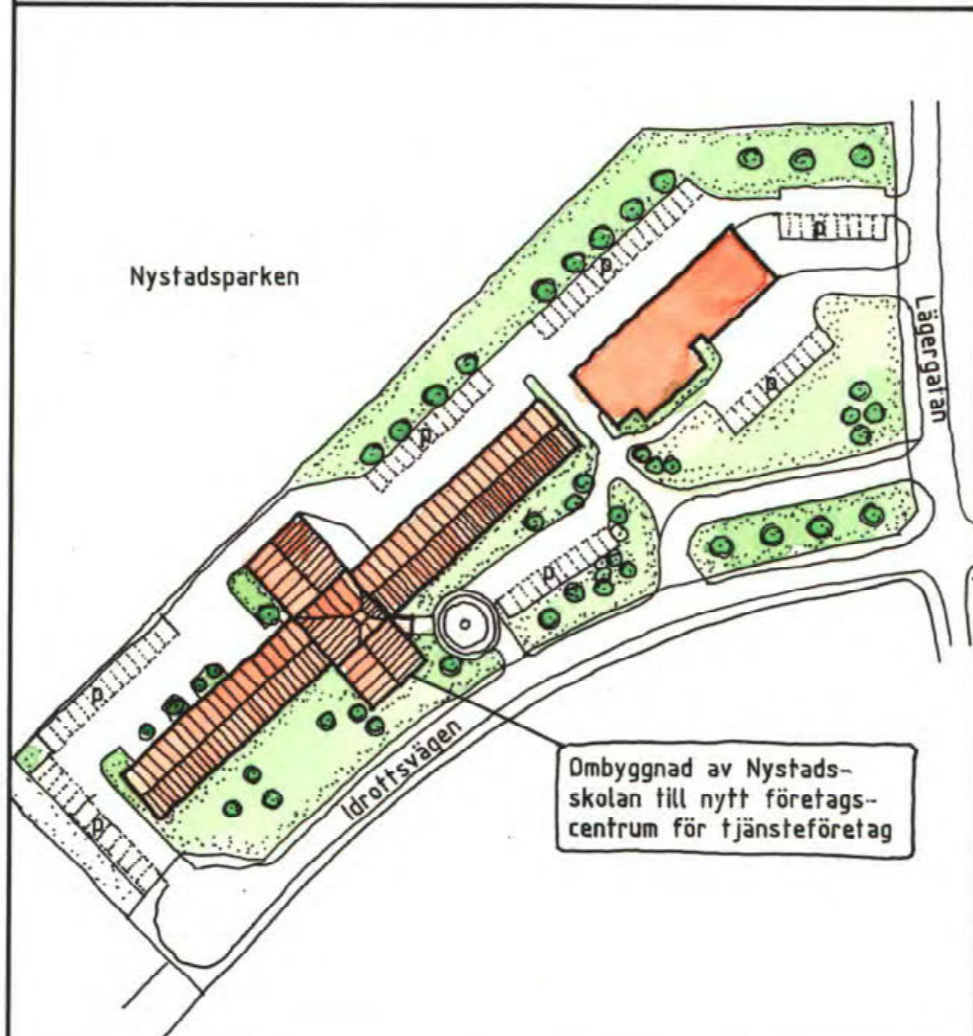 Nystadsparken
p
p
p
Lägergatan
p
p
p
p
Idrottsvägen
Ombyggnad av Nystads-
skolan till nytt företags-
centrum för tjänsteföretag